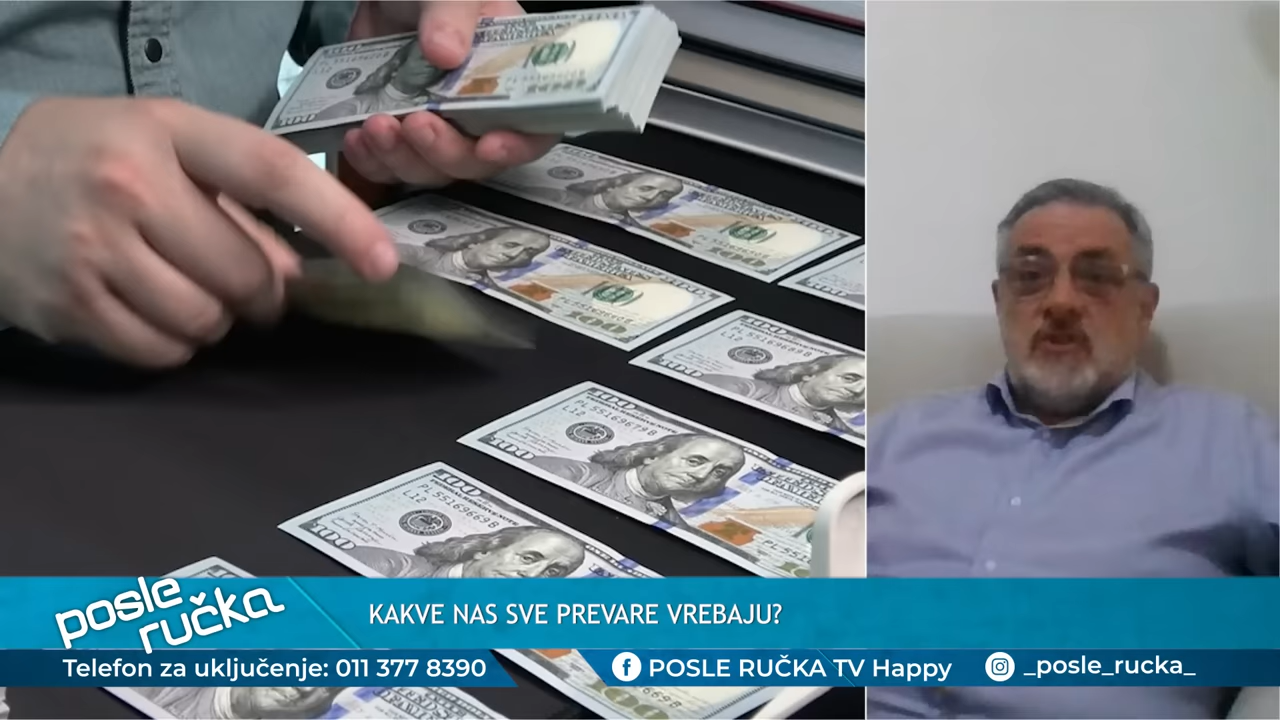 posle
ručka
KAKVE NAS SVE PREVARE VREBAJU?
Telefon za uključenje: 011 377 8390
POSLE RUČKA TV Happy
_posle_rucka_